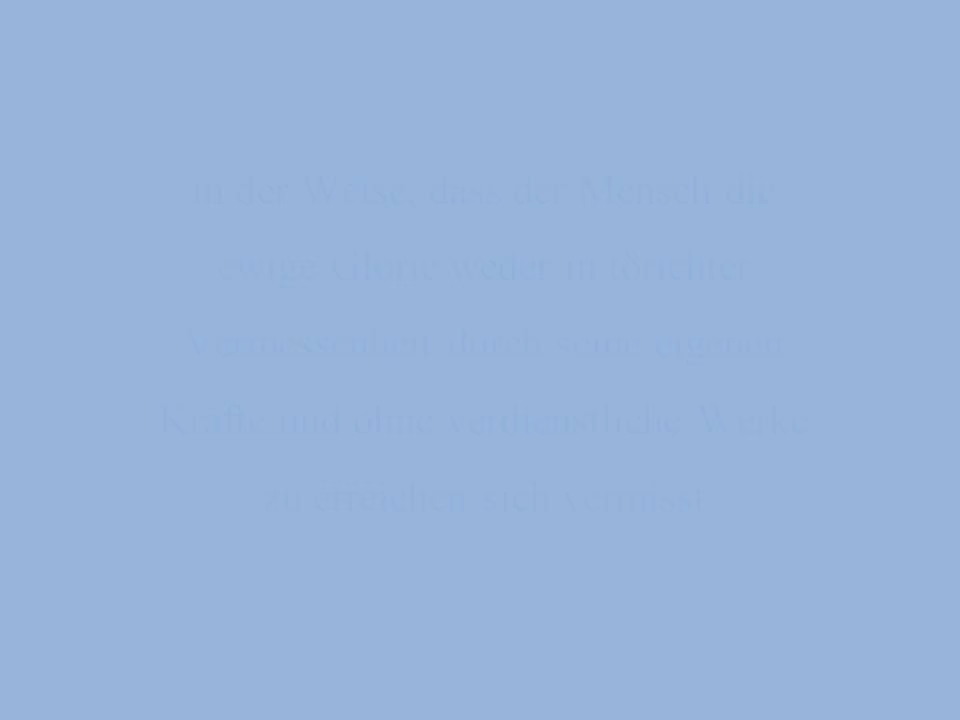 in der Weise, dass der Mensch die
ewige Glorie weder in törichter
Vermessenheit durch seine eigenen
Kräfte und ohne verdienstliche Werke
zu erreichen sich vermisst